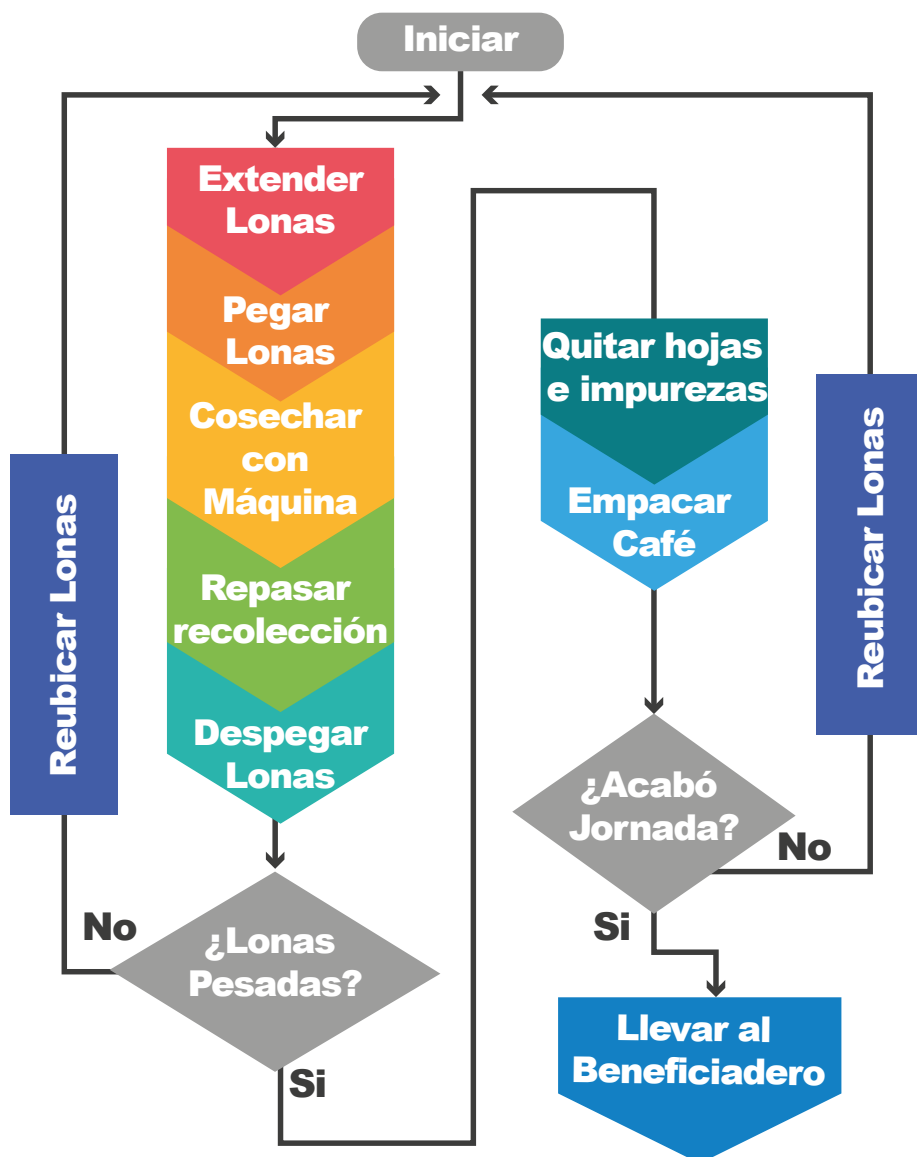 Iniciar
Extender
Lonas
Pegar
Lonas
Cosechar
con
Máquina
Repasar
recolección
Despegar
Lonas
¿Lonas
Pesadas?
No
Reubicar Lonas
Si
Quitar hojas
e impurezas
Empacar
Café
¿Acabó
Jornada?
No
Reubicar Lonas
Si
Llevar al
Beneficiadero